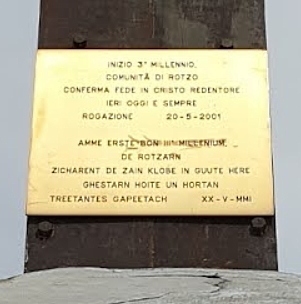 INIZIO 3° MILLENNIO,
COMUNITÀ DI ROTZO
CONFERMA FEDE IN CRISTO REDENTORE
IERI OGGI E SEMPRE
ROGAZIONE 20-5-2001
AMME ERSTE BON III° MILLENIUM,
DE ROTZARN
ZICHARENT DE ZAIN KLOBE IN GUUTE HERE
GHESTARN HOITE UN HORTAN
TREETANTES GAPEETACH XX-V-MMI